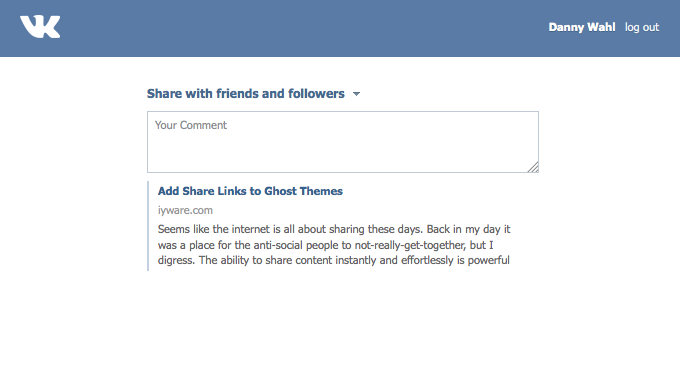 VK
Danny Wahl log out
Share with friends and followers
Your Comment
Add Share Links to Ghost Themes
iyware.com
Seems like the internet is all about sharing these days. Back in my day it
was a place for the anti-social people to not-really-get-together, but I
digress. The ability to share content instantly and effortlessly is powerful